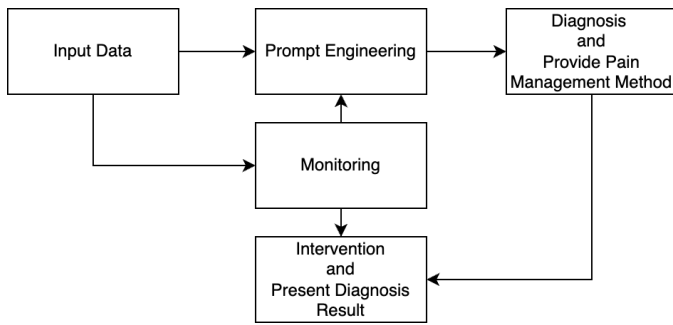 Input Data
Prompt Engineering
Diagnosis
and
Provide Pain
Management Method
Monitoring
Intervention
and
Present Diagnosis
Result